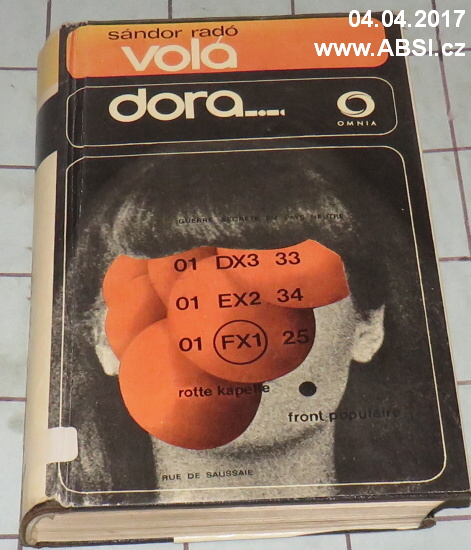 04.04.2017
www.ABSI.cz
sándor radó
volá
dora_._.
OMNIA
GUERRE SECRETE EN PAYS NEUTRE
01 DX3 33
01 EX2 34
01 FX1 25
rotte kapelle
front populaire
RUE DE SAUSSAIE